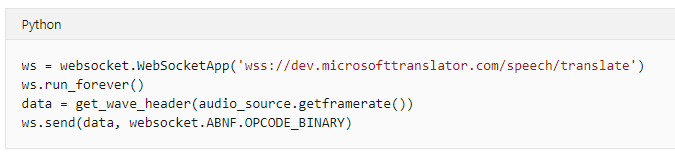 Python
ws = websocket.WebSocketApp('wss://dev.microsofttranslator.com/speech/translate')
ws.run_forever()
data = get_wave_header(audio_source.getframerate())
ws.send(data, websocket.ABNF.OPCODE_BINARY)